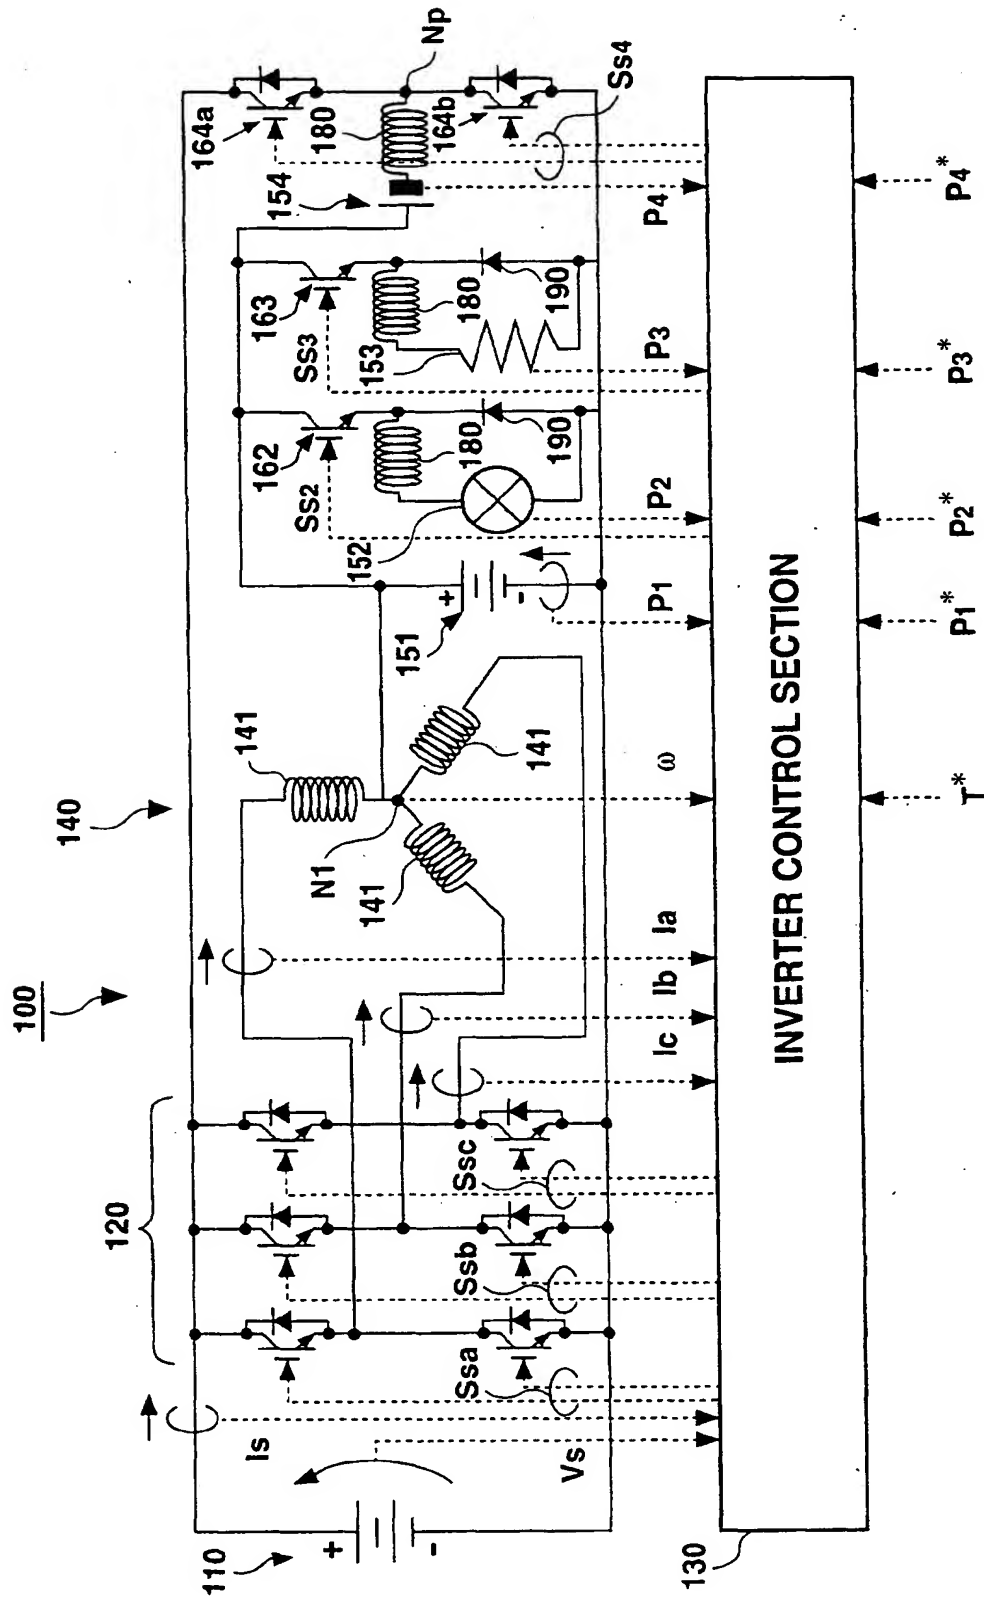 100
140
110
+
-
Is
Vs
120
Ssa
Ssb
Ssc
Ia
Ib
Ic
141
141
141
N1
ω
151
+
-
P1
152
162
Ss2
180
190
P2
153
163
Ss3
180
190
P3
154
164a
180
Np
164b
Ss4
P4
130
INVERTER CONTROL SECTION
T*
P1*
P2*
P3*
P4*